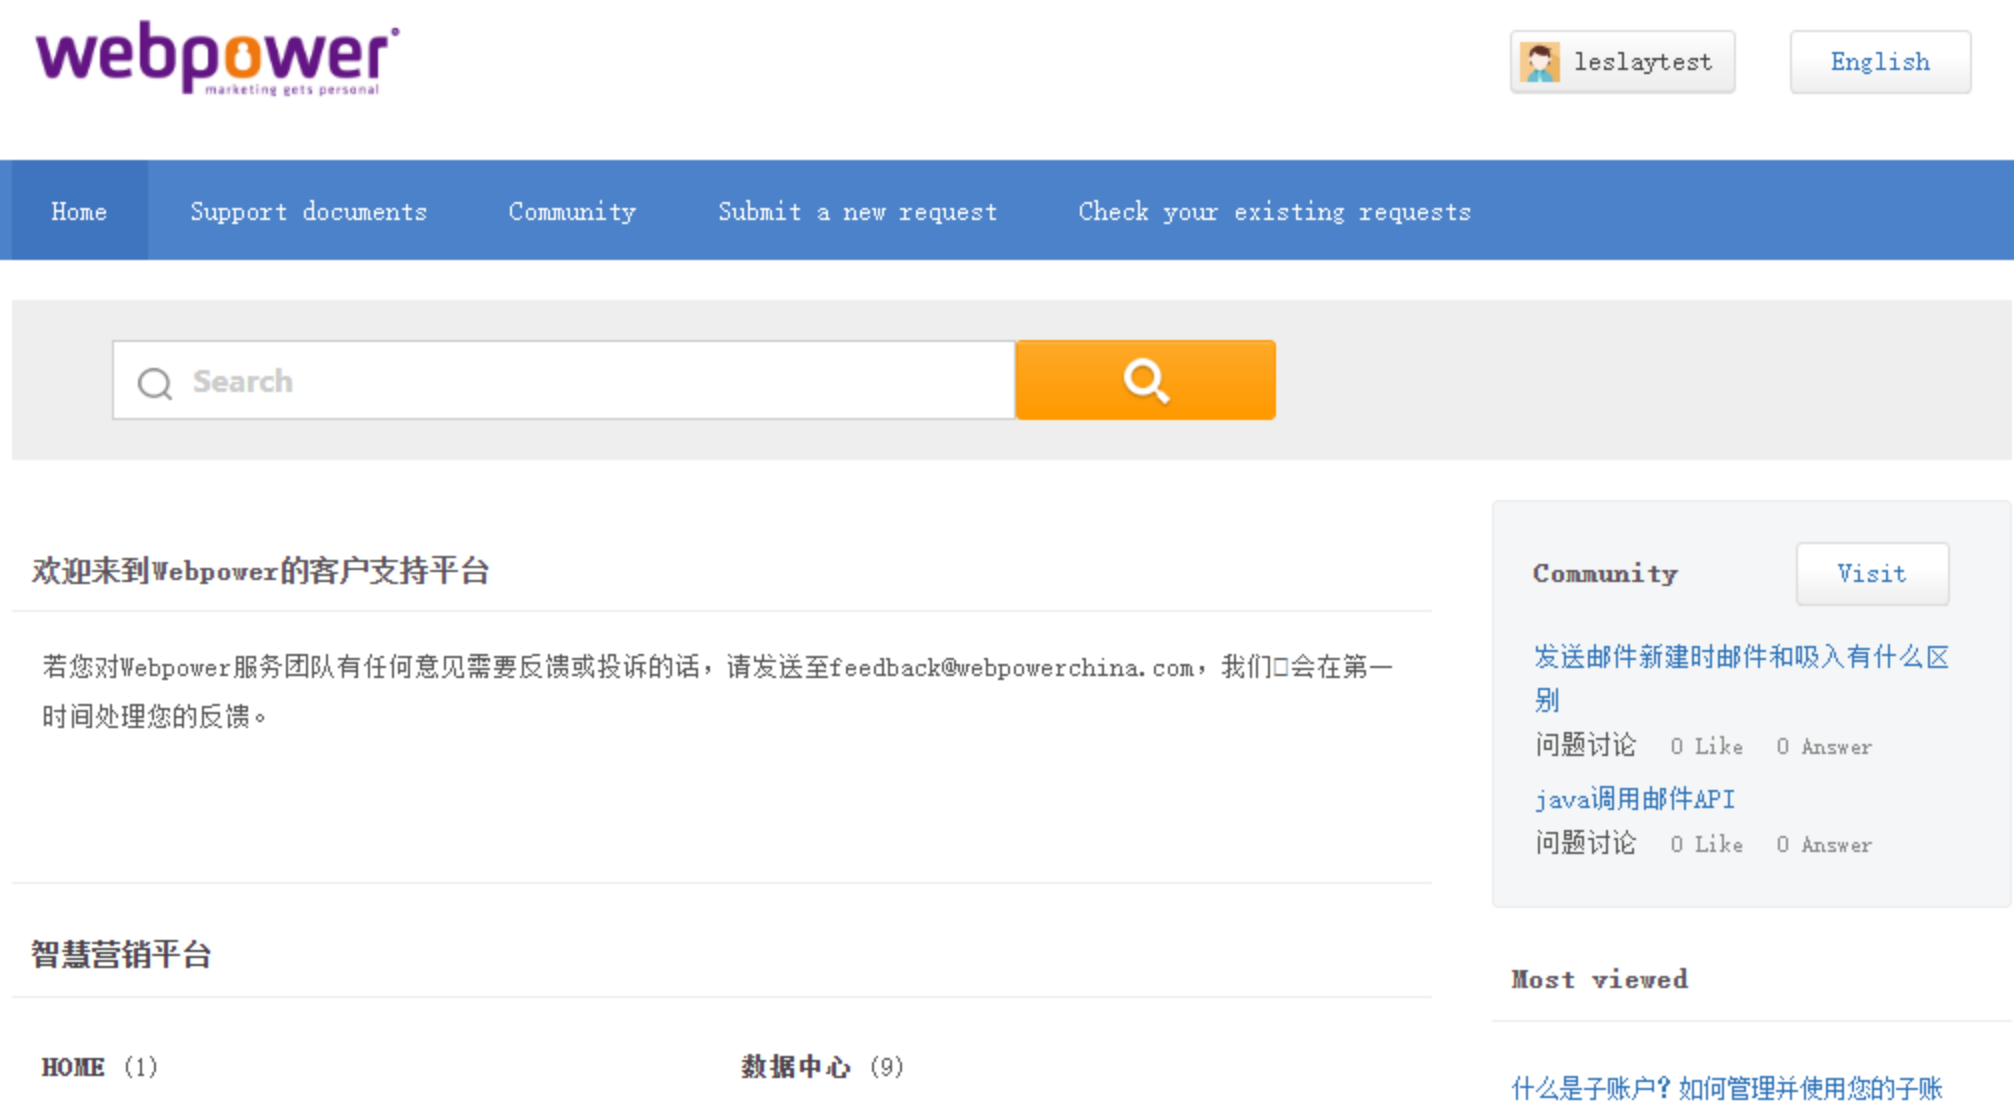 webpower
marketing gets personal
leslaytest
English
Home
Support documents
Community
Submit a new request
Check your existing requests
Search
欢迎来到Webpower的客户支持平台
若您对Webpower服务团队有任何意见需要反馈或投诉的话，请发送至feedback@webpowerchina.com，我们□会在第一
时间处理您的反馈。
Community
Visit
发送邮件新建时邮件和吸入有什么区
别
问题讨论 0 Like 0 Answer
java调用邮件API
问题讨论 0 Like 0 Answer
智慧营销平台
HOME (1)
数据中心 (9)
Most viewed
什么是子账户？如何管理并使用您的子账